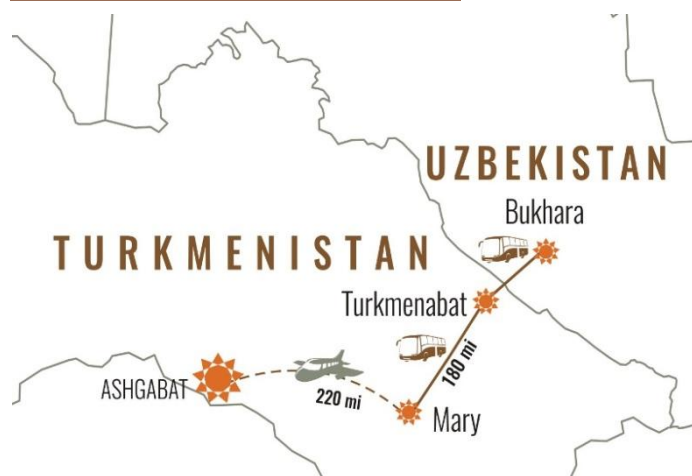 UZBEKISTAN
Bukhara
TURKMENISTAN
Turkmenabat
180 mi
ASHGABAT
220 mi
Mary